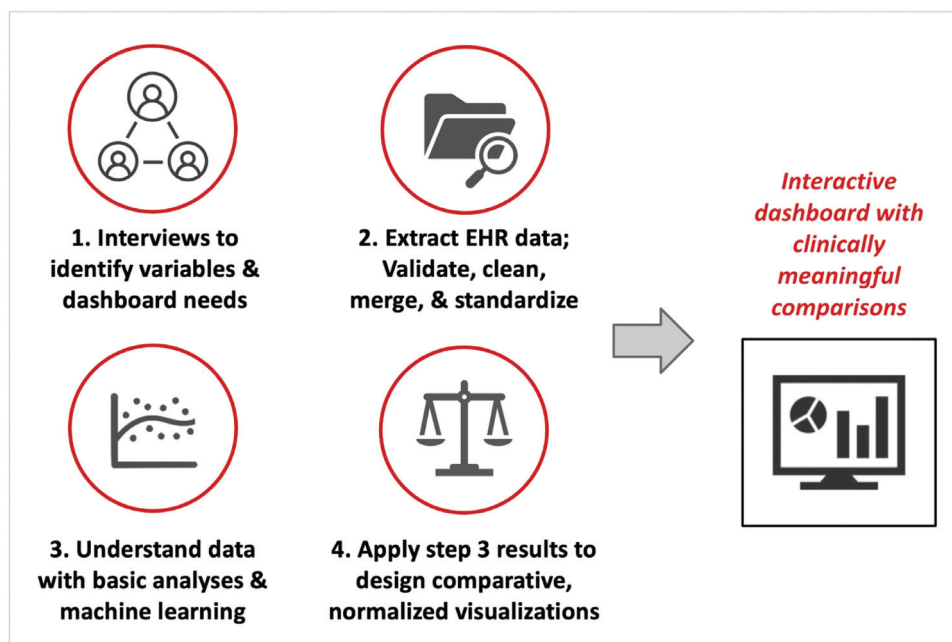 1. Interviews to
identify variables &
dashboard needs
2. Extract EHR data;
Validate, clean,
merge, & standardize
3. Understand data
with basic analyses &
machine learning
4. Apply step 3 results to
design comparative,
normalized visualizations
Interactive
dashboard with
clinically
meaningful
comparisons